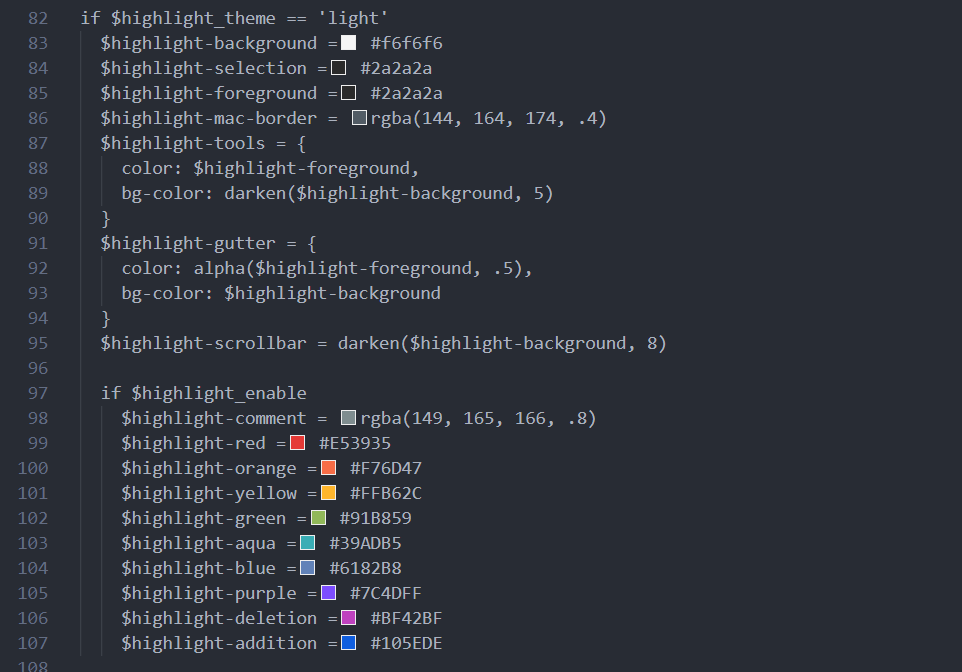 82 if $highlight_theme == 'light'
83 $highlight-background = #f6f6f6
84 $highlight-selection = #2a2a2a
85 $highlight-foreground = #2a2a2a
86 $highlight-mac-border = rgba(144, 164, 174, .4)
87 $highlight-tools = {
88 color: $highlight-foreground,
89 bg-color: darken($highlight-background, 5)
90 }
91 $highlight-gutter = {
92 color: alpha($highlight-foreground, .5),
93 bg-color: $highlight-background
94 }
95 $highlight-scrollbar = darken($highlight-background, 8)
96
97 if $highlight_enable
98 $highlight-comment = rgba(149, 165, 166, .8)
99 $highlight-red = #E53935
100 $highlight-orange = #F76D47
101 $highlight-yellow = #FFB62C
102 $highlight-green = #91B859
103 $highlight-aqua = #39ADB5
104 $highlight-blue = #6182B8
105 $highlight-purple = #7C4DFF
106 $highlight-deletion = #BF42BF
107 $highlight-addition = #105EDE
108